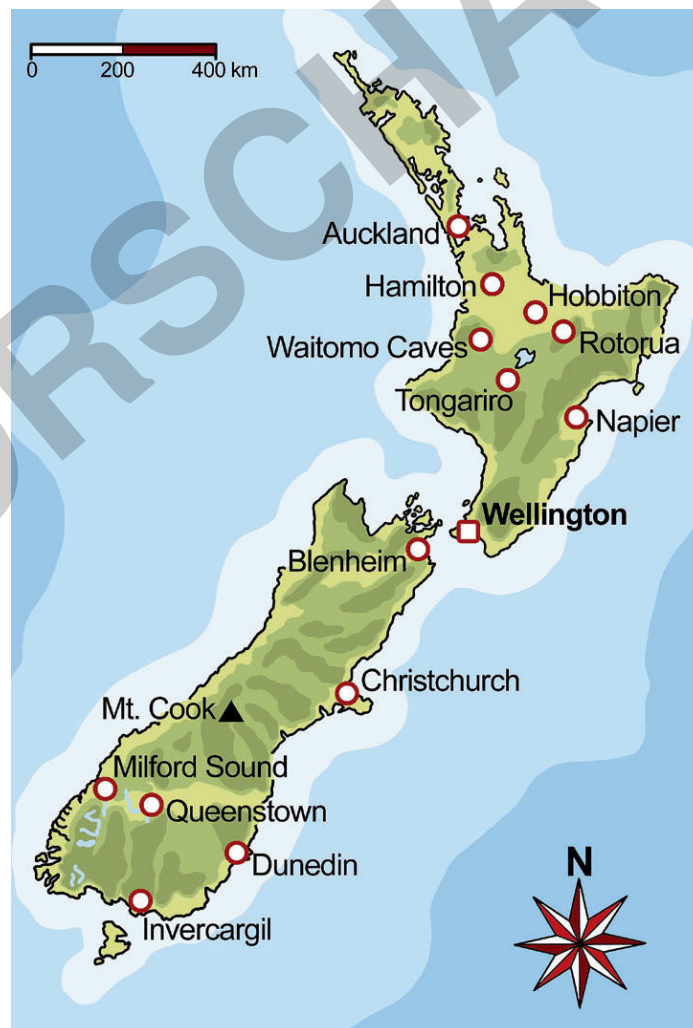 0 200 400 km
Auckland
Hamilton
Hobbiton
Waitomo Caves
Rotorua
Tongariro
Napier
Wellington
Blenheim
Christchurch
Mt. Cook
Milford Sound
Queenstown
Dunedin
N
Invercargil